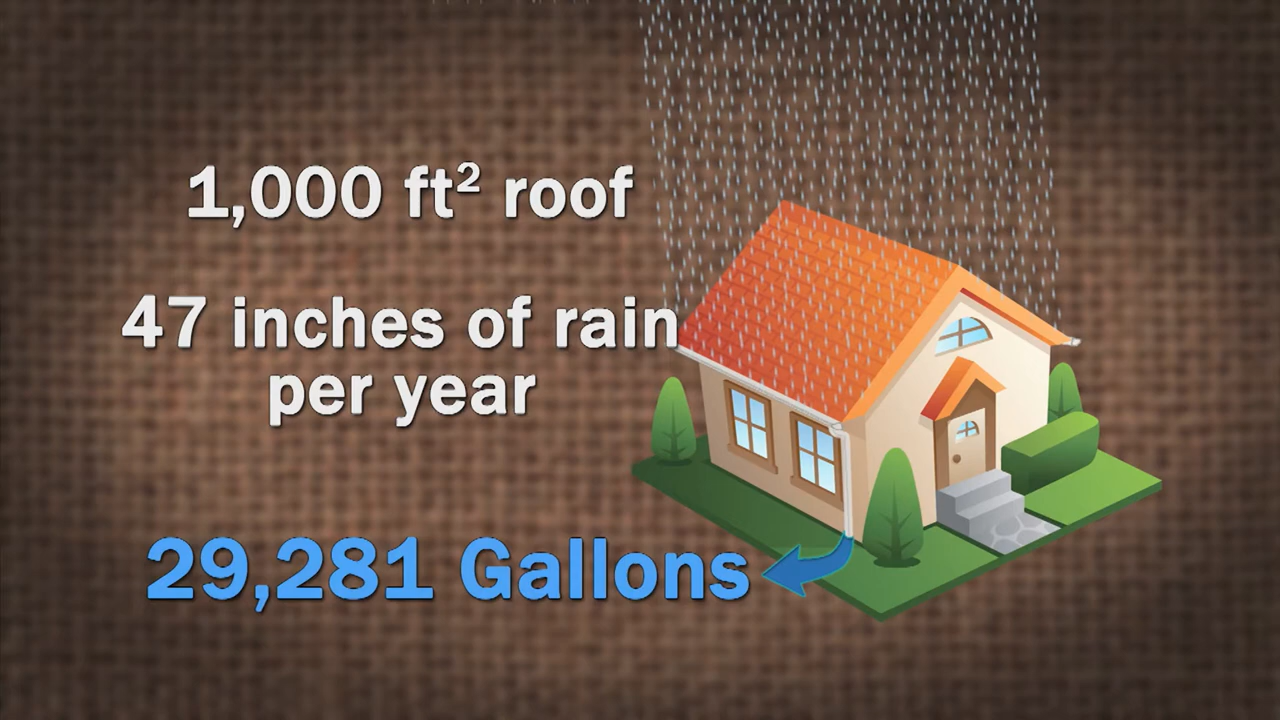 1,000 ft² roof
47 inches of rain
per year
29,281 Gallons